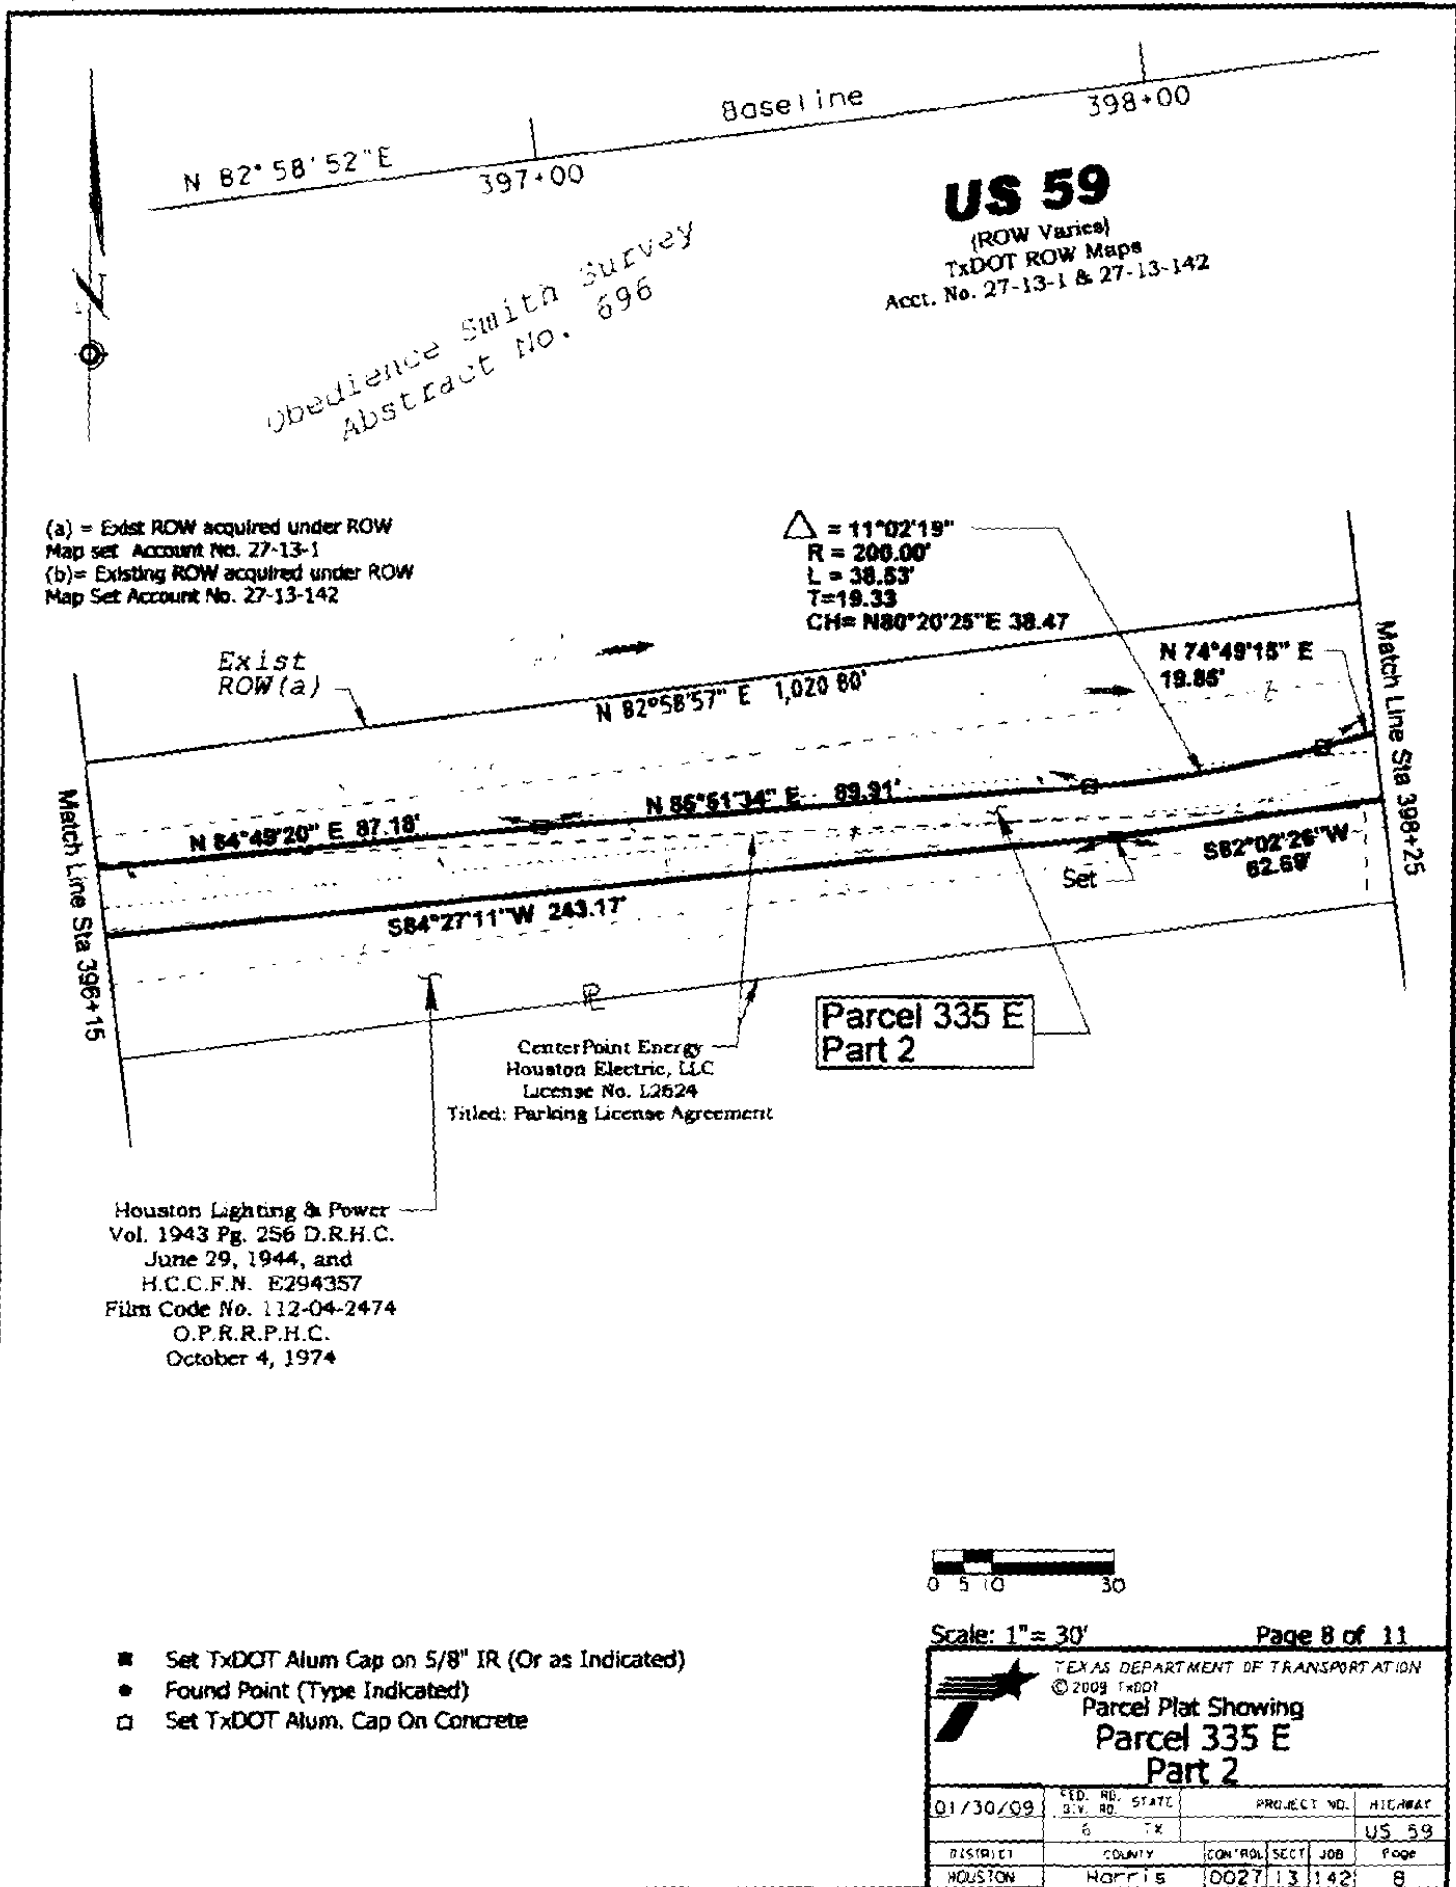 Baseline
N 82° 58' 52" E
397+00
398+00
US 59
(ROW Varies)
TxDOT ROW Maps
Acct. No. 27-13-1 & 27-13-142
Obedience Smith Survey
Abstract No. 696
(a) = Exist ROW acquired under ROW
Map set Account No. 27-13-1
(b)= Existing ROW acquired under ROW
Map Set Account No. 27-13-142
△ = 11°02'19"
R = 200.00'
L = 38.53'
T=19.33
CH= N80°20'25"E 38.47
Exist
ROW(a)
N 82°58'57" E 1,020 80'
N 74°49'15" E
19.85'
Match Line Sta 398+25
Match Line Sta 396+15
N 84°49'20" E 87.18'
N 85°51'34" E 89.91'
S84°27'11"W 243.17'
S82°02'26"W
62.69'
Set
PL
CenterPoint Energy
Houston Electric, LLC
License No. L2624
Titled: Parking License Agreement
Parcel 335 E
Part 2
Houston Lighting & Power
Vol. 1943 Pg. 256 D.R.H.C.
June 29, 1944, and
H.C.C.F.N. E294357
Film Code No. 112-04-2474
O.P.R.R.P.H.C.
October 4, 1974
0 5 10 30
Scale: 1"= 30' Page 8 of 11
■ Set TxDOT Alum Cap on 5/8" IR (Or as Indicated)
● Found Point (Type Indicated)
□ Set TxDOT Alum. Cap On Concrete
TEXAS DEPARTMENT OF TRANSPORTATION
© 2009 TxDOT
Parcel Plat Showing
Parcel 335 E
Part 2
01/30/09 FED. RD. DIV. NO. STATE PROJECT NO. HIGHWAY
6 TX US 59
DISTRICT COUNTY CONTROL SECT JOB Page
HOUSTON Harris 0027 13 142 8